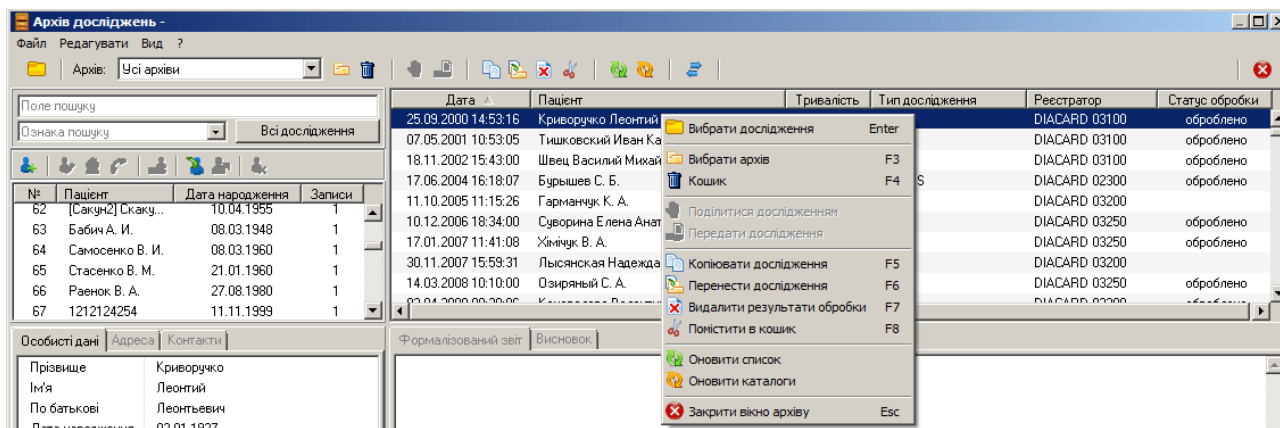 Архів досліджень -
Файл Редагувати Вид ?
Архів: Усі архіви
Поле пошуку
Ознака пошуку Всі дослідження
№ Пацієнт Дата народження Записи
62 [Сакун2] Скаку... 10.04.1955 1
63 Бабич А. И. 08.03.1948 1
64 Самосенко В. И. 08.03.1960 1
65 Стасенко В. М. 21.01.1960 1
66 Раенок В. А. 27.08.1980 1
67 1212124254 11.11.1999 1
Особисті дані Адреса Контакти
Прізвище Криворучко
Ім'я Леонтий
По батькові Леонтьевич
Дата народження 02.01.1927
Дата Пацієнт Тривалість Тип дослідження Реєстратор Статус обробки
25.09.2000 14:53:16 Криворучко Леонтий DIACARD 03100 оброблено
07.05.2001 10:53:05 Тишковский Иван Ка DIACARD 03100 оброблено
18.11.2002 15:43:00 Швец Василий Михай DIACARD 03100 оброблено
17.06.2004 16:18:07 Бурышев С. Б. S DIACARD 02300 оброблено
11.10.2005 11:15:26 Гарманчук К. А. DIACARD 03200
10.12.2006 18:34:00 Суворина Елена Анат DIACARD 03250 оброблено
17.01.2007 11:41:08 Хімічук В. А. DIACARD 03250 оброблено
30.11.2007 15:59:31 Лысянская Надежда DIACARD 03200
14.03.2008 10:10:00 Озиряный С. А. DIACARD 03250 оброблено
Вибрати дослідження Enter
Вибрати архів F3
Кошик F4
Поділитися дослідженням
Передати дослідження
Копіювати дослідження F5
Перенести дослідження F6
Видалити результати обробки F7
Помістити в кошик F8
Оновити список
Оновити каталоги
Закрити вікно архіву Esc
Формалізований звіт Висновок